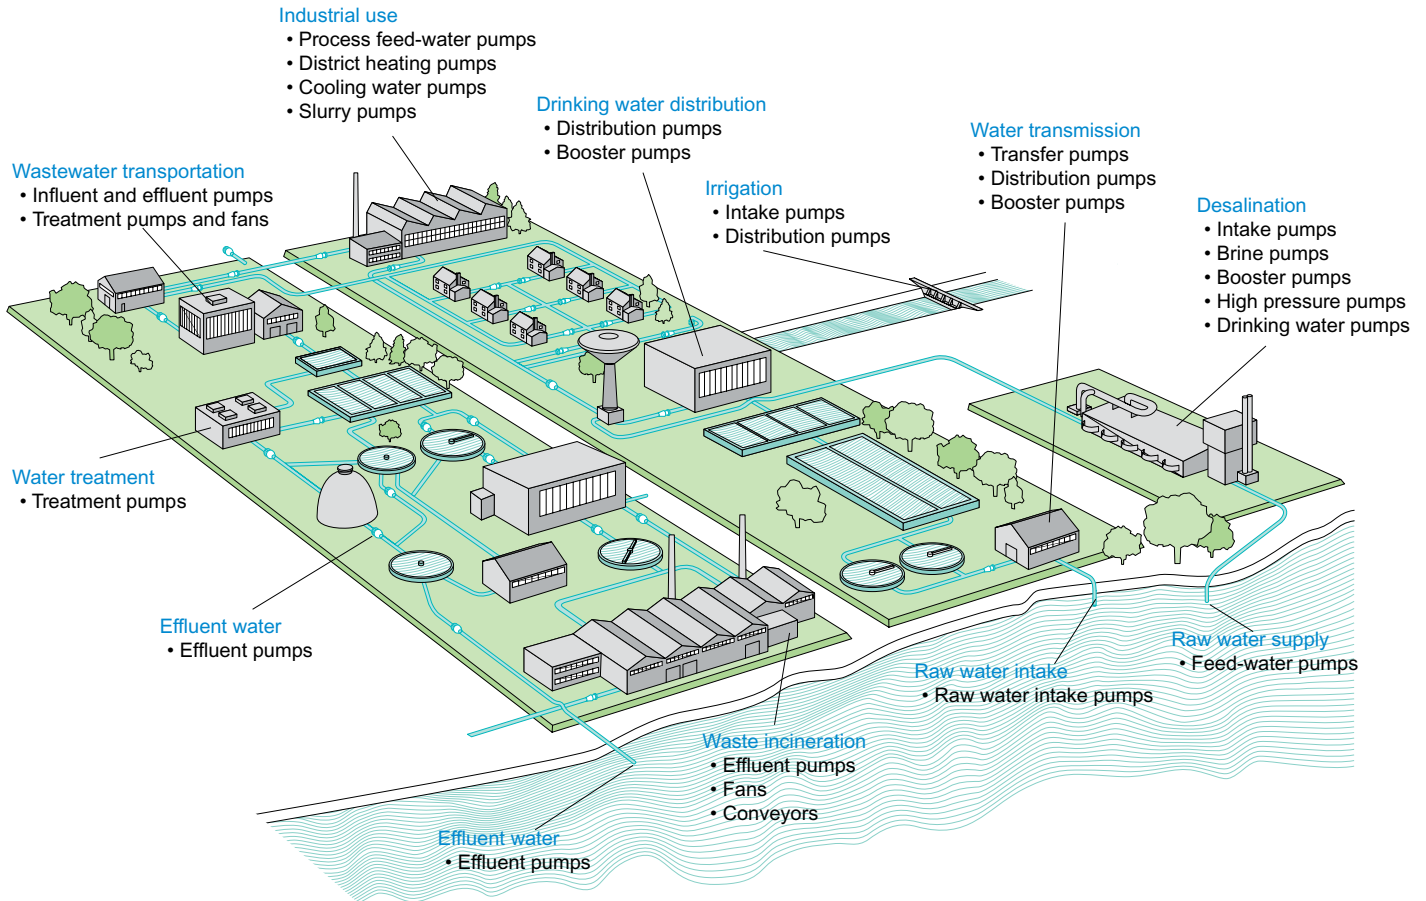 Industrial use
• Process feed-water pumps
• District heating pumps
• Cooling water pumps
• Slurry pumps
Drinking water distribution
• Distribution pumps
• Booster pumps
Water transmission
• Transfer pumps
• Distribution pumps
• Booster pumps
Wastewater transportation
• Influent and effluent pumps
• Treatment pumps and fans
Irrigation
• Intake pumps
• Distribution pumps
Desalination
• Intake pumps
• Brine pumps
• Booster pumps
• High pressure pumps
• Drinking water pumps
Water treatment
• Treatment pumps
Effluent water
• Effluent pumps
Raw water supply
• Feed-water pumps
Raw water intake
• Raw water intake pumps
Waste incineration
• Effluent pumps
• Fans
• Conveyors
Effluent water
• Effluent pumps